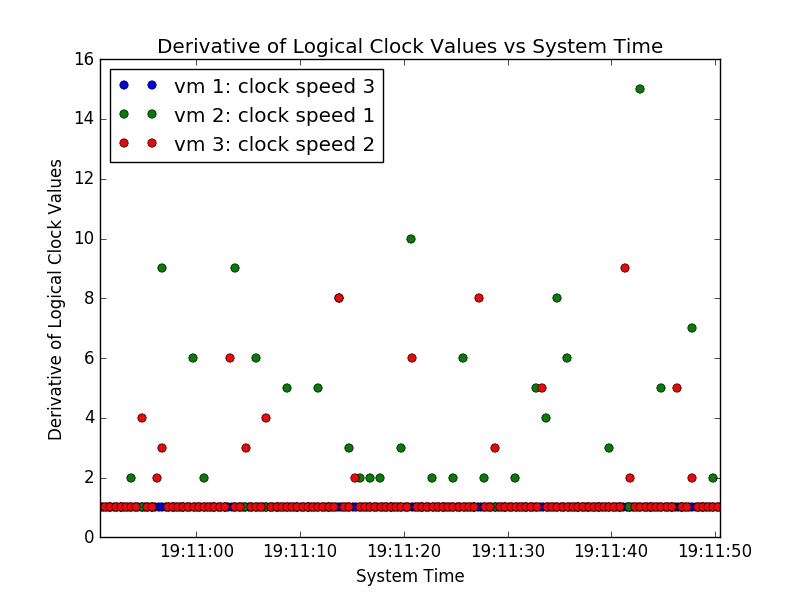 Derivative of Logical Clock Values vs System Time
16
14
12
10
8
6
4
2
0
Derivative of Logical Clock Values
vm 1: clock speed 3
vm 2: clock speed 1
vm 3: clock speed 2
19:11:00 19:11:10 19:11:20 19:11:30 19:11:40 19:11:50
System Time